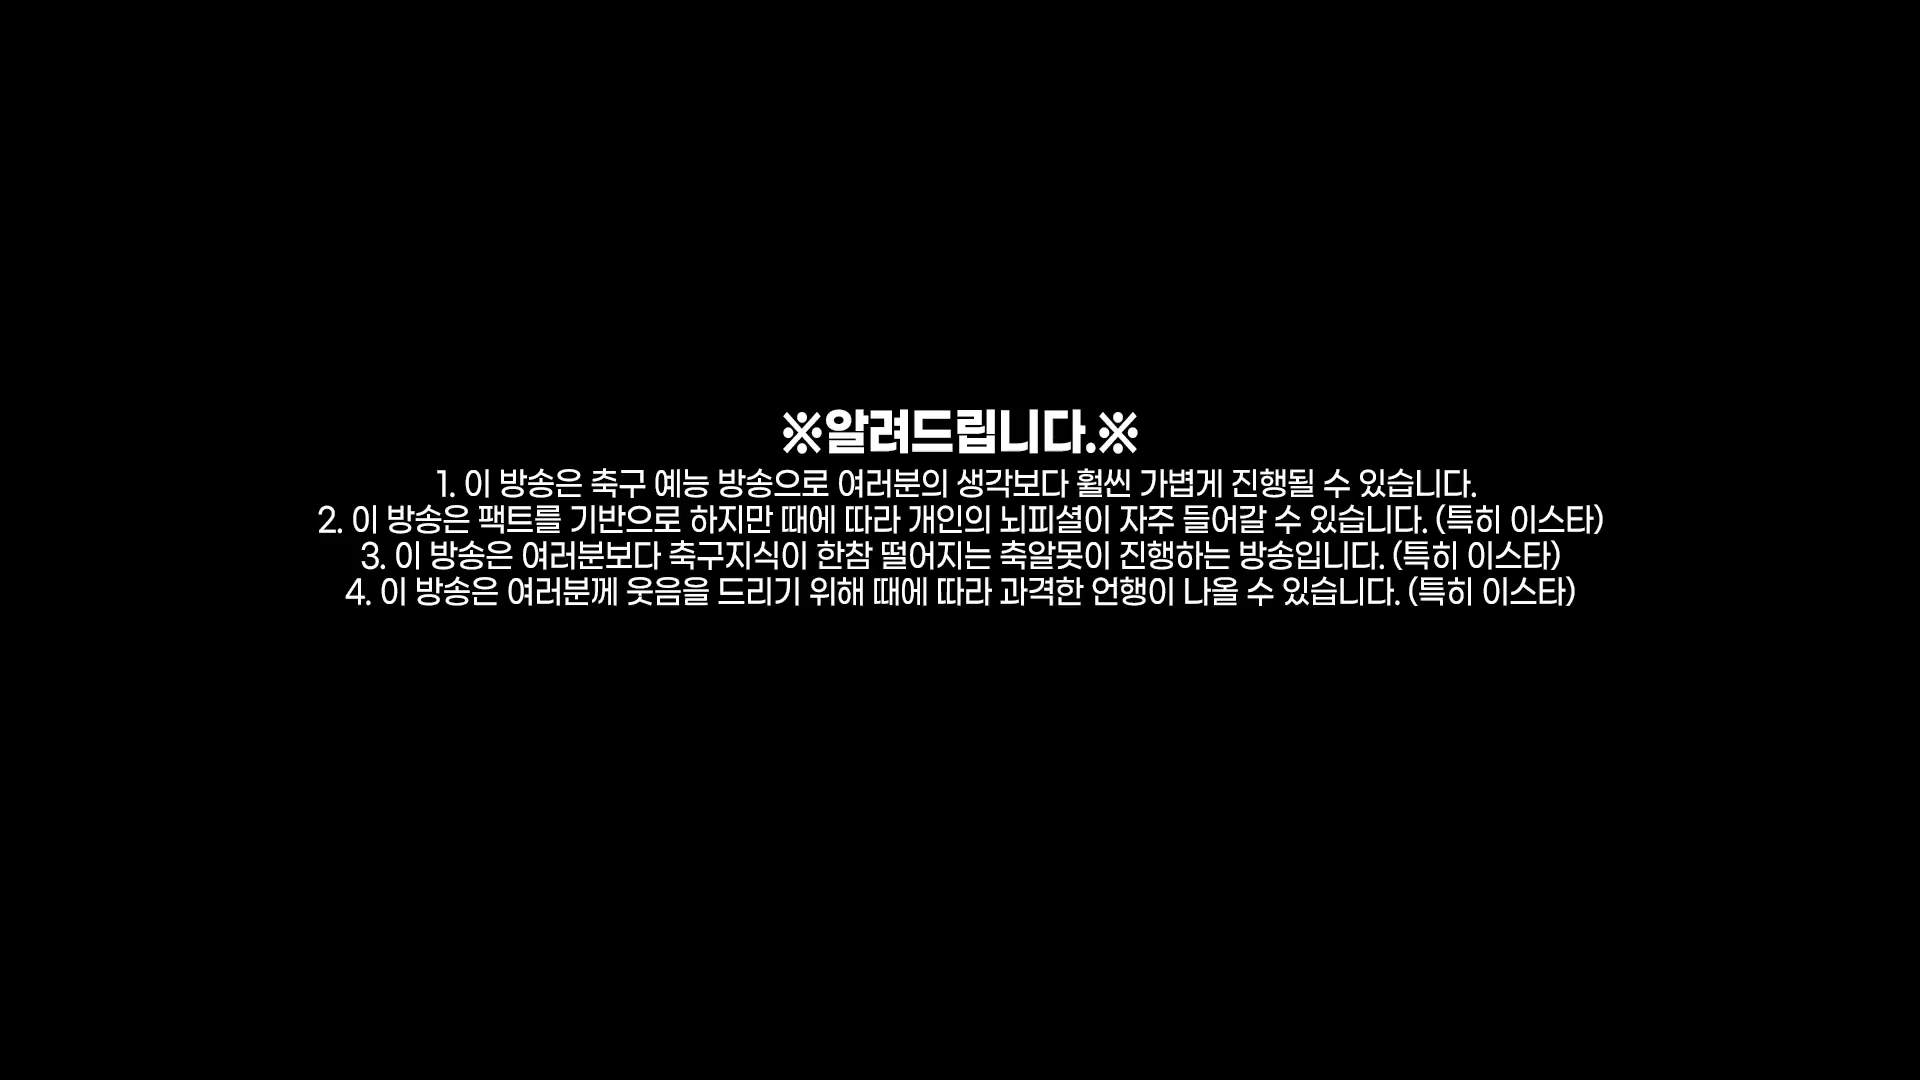 ※알려드립니다.※
1. 이 방송은 축구 예능 방송으로 여러분의 생각보다 훨씬 가볍게 진행될 수 있습니다.
2. 이 방송은 팩트를 기반으로 하지만 때에 따라 개인의 뇌피셜이 자주 들어갈 수 있습니다. (특히 이스타)
3. 이 방송은 여러분보다 축구지식이 한참 떨어지는 축알못이 진행하는 방송입니다. (특히 이스타)
4. 이 방송은 여러분께 웃음을 드리기 위해 때에 따라 과격한 언행이 나올 수 있습니다. (특히 이스타)